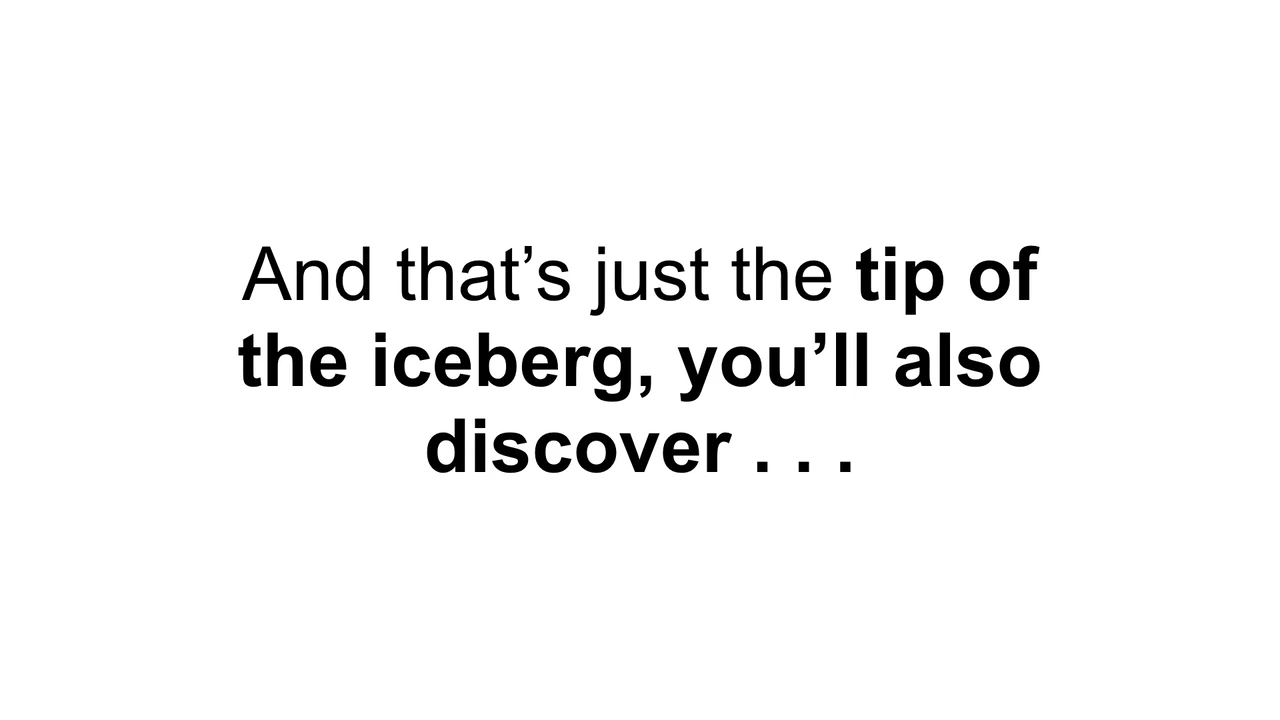 And that’s just the tip of
the iceberg, you’ll also
discover . . .